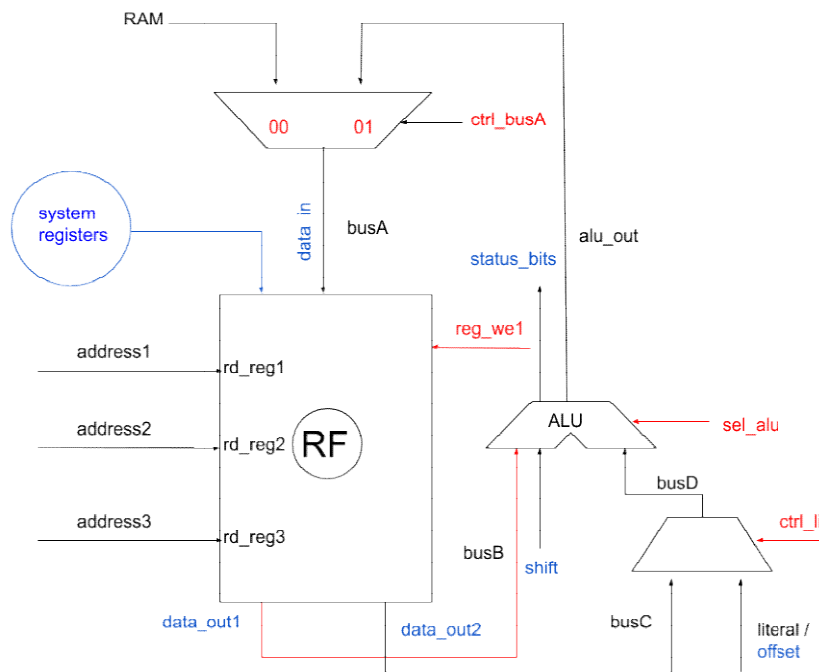 RAM
00 01
ctrl_busA
system
registers
data_in
busA
alu_out
status_bits
reg_we1
address1
rd_reg1
ALU
sel_alu
address2
rd_reg2
RF
busD
address3
rd_reg3
busB
shift
ctrl_li
data_out1
data_out2
busC
literal /
offset